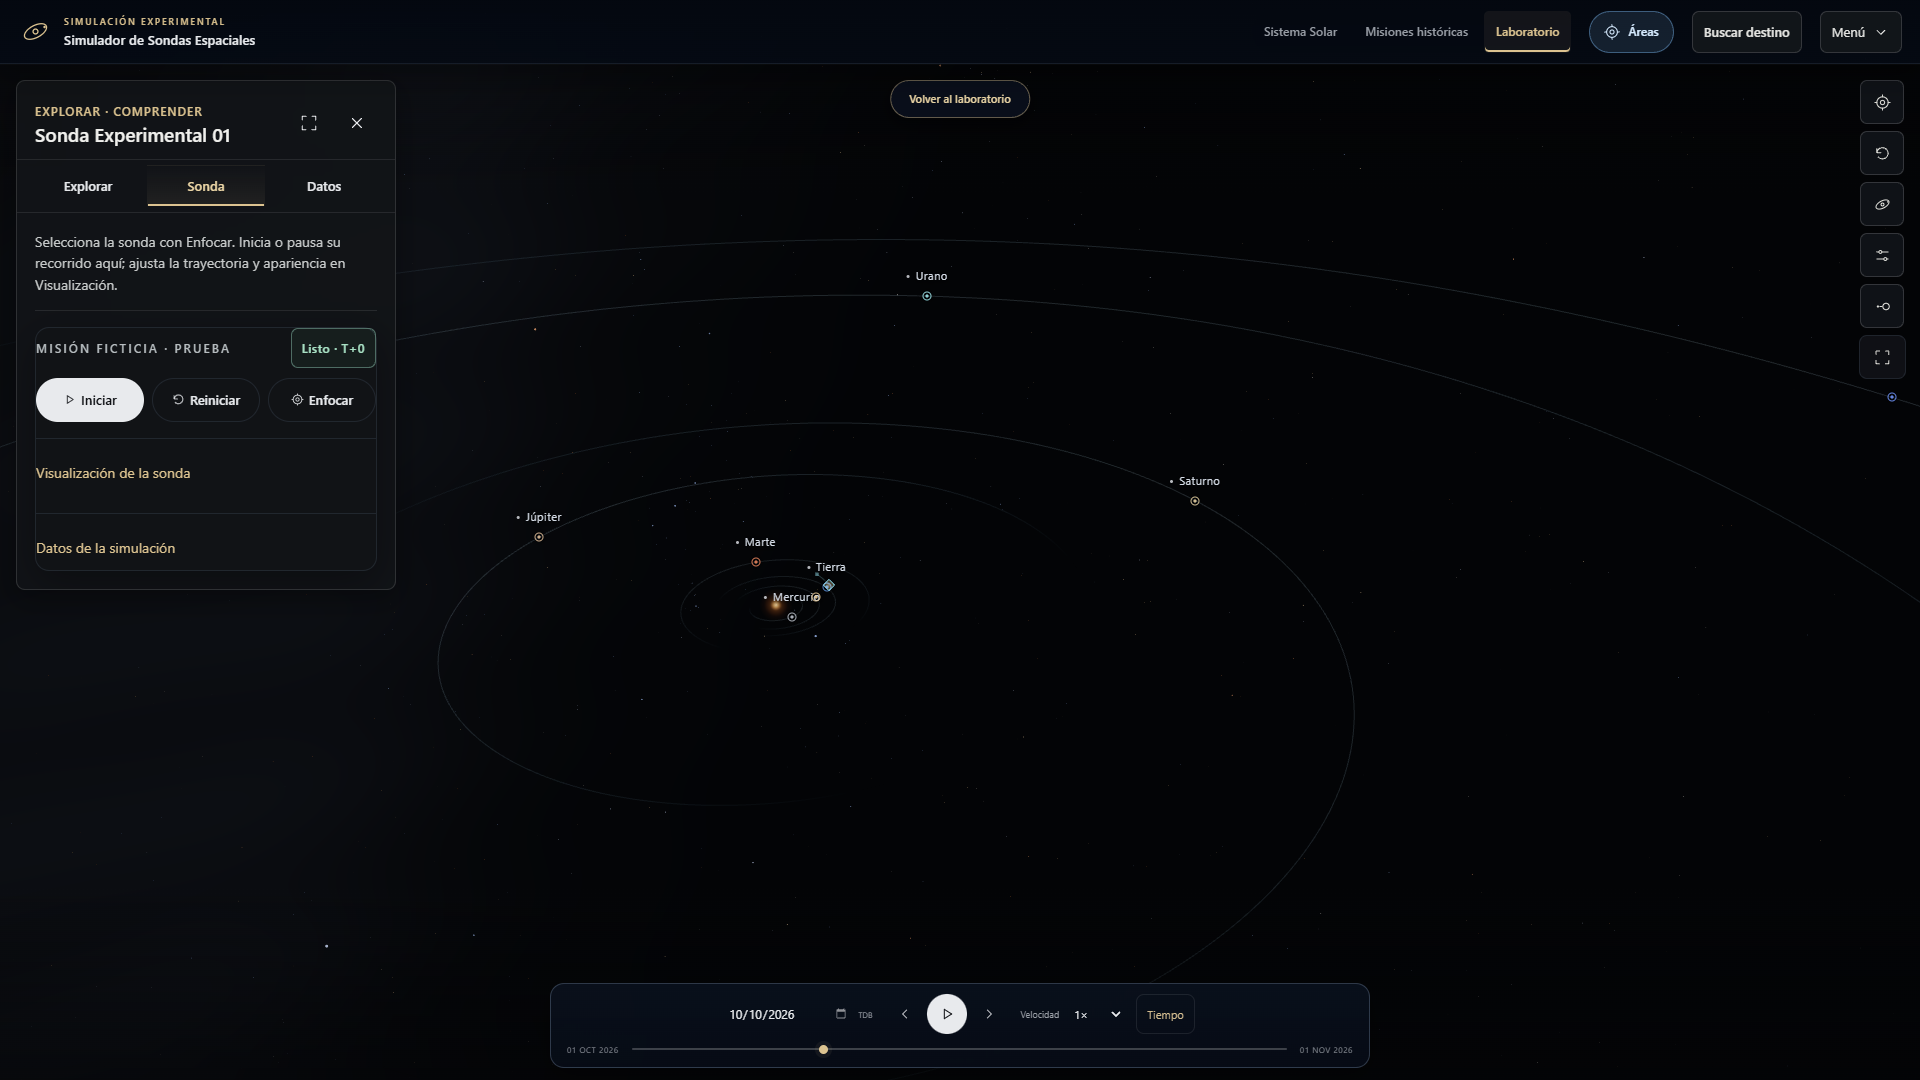 SIMULACIÓN EXPERIMENTAL
Simulador de Sondas Espaciales
Sistema Solar
Misiones históricas
Laboratorio
Áreas
Buscar destino
Menú
EXPLORAR · COMPRENDER
Sonda Experimental 01
Volver al laboratorio
Explorar
Sonda
Datos
Selecciona la sonda con Enfocar. Inicia o pausa su
recorrido aquí; ajusta la trayectoria y apariencia en
Visualización.
MISIÓN FICTICIA · PRUEBA
Listo · T+0
Iniciar
Reiniciar
Enfocar
Visualización de la sonda
Datos de la simulación
Urano
Saturno
Júpiter
Marte
Tierra
Mercurio
10/10/2026
TDB
Velocidad
1×
Tiempo
01 OCT 2026
01 NOV 2026